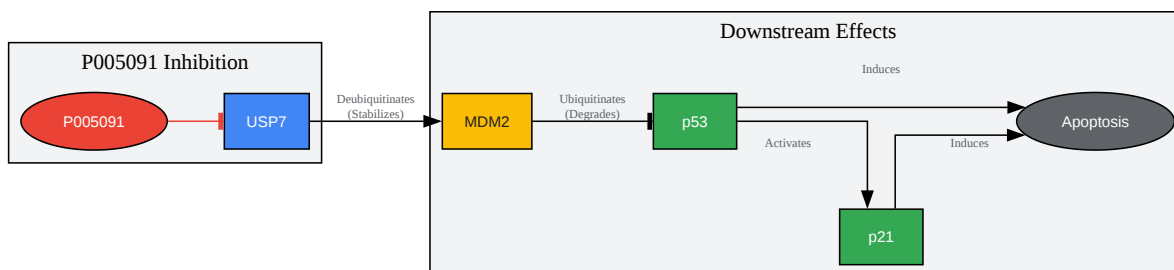 Downstream Effects
P005091 Inhibition
P005091
USP7
Deubiquitinates
(Stabilizes)
MDM2
Ubiquitinates
(Degrades)
p53
Induces
Activates
Induces
Apoptosis
p21